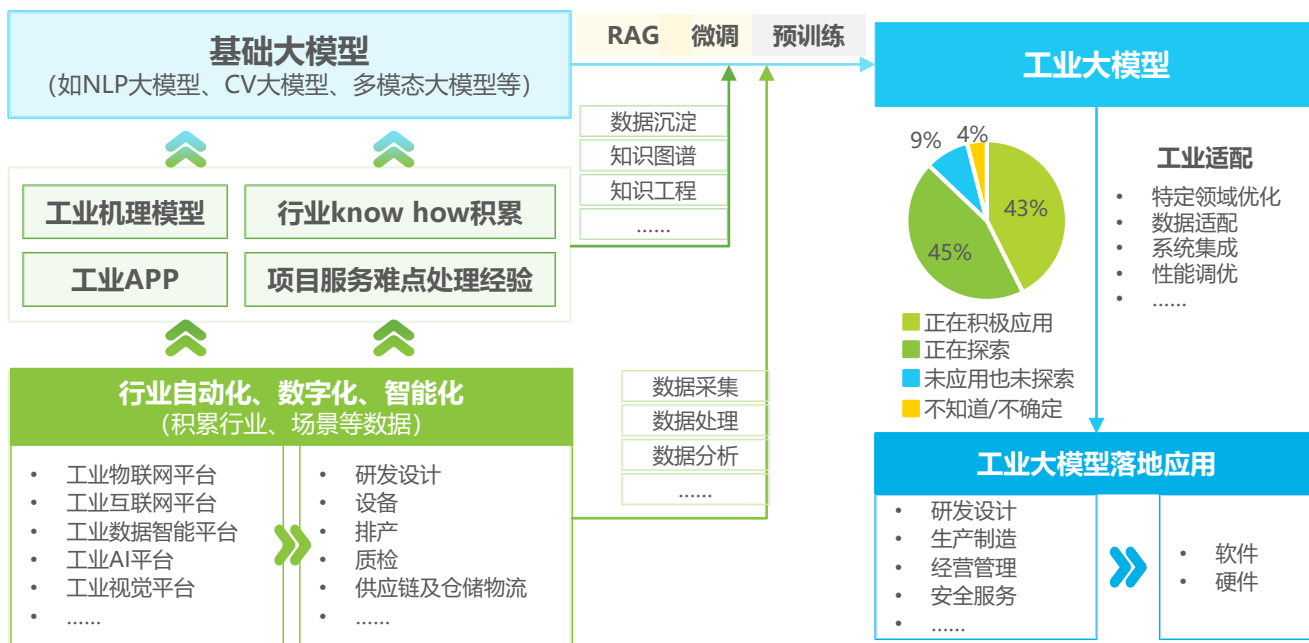 基础大模型
（如NLP大模型、CV大模型、多模态大模型等）
RAG 微调 预训练
工业大模型
数据沉淀
知识图谱
知识工程
......
工业机理模型
行业know how积累
工业APP
项目服务难点处理经验
9%
4%
43%
45%
正在积极应用
正在探索
未应用也未探索
不知道/不确定
工业适配
• 特定领域优化
• 数据适配
• 系统集成
• 性能调优
• ......
行业自动化、数字化、智能化
（积累行业、场景等数据）
• 工业物联网平台
• 工业互联网平台
• 工业数据智能平台
• 工业AI平台
• 工业视觉平台
• ......
• 研发设计
• 设备
• 排产
• 质检
• 供应链及仓储物流
• ......
数据采集
数据处理
数据分析
......
工业大模型落地应用
• 研发设计
• 生产制造
• 经营管理
• 安全服务
• ......
• 软件
• 硬件